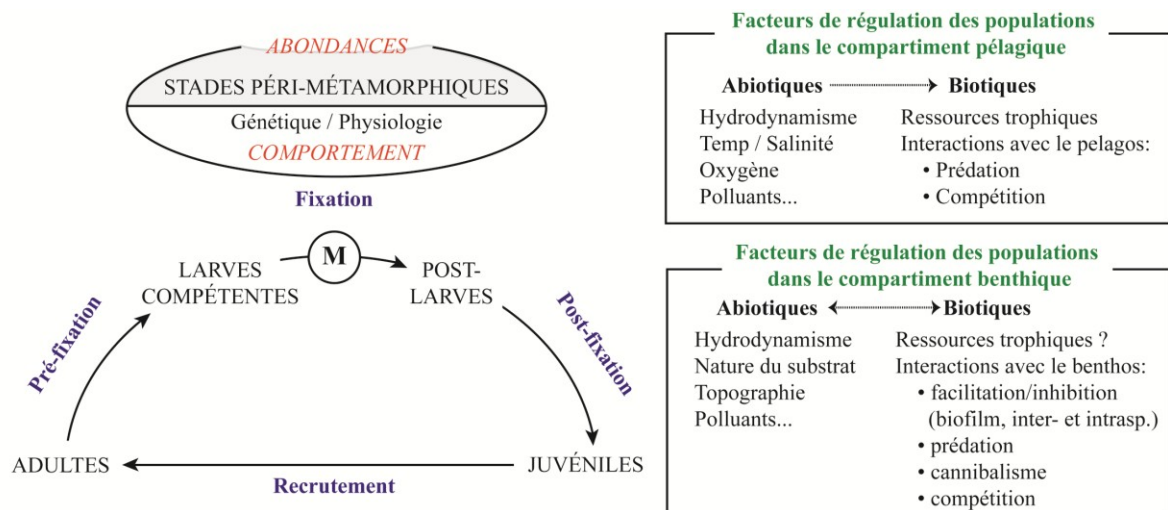 ABONDANCES
STADES PÉRI-MÉTAMORPHIQUES
Génétique / Physiologie
COMPORTEMENT
Fixation
M
LARVES
COMPÉTENTES
POST-
LARVES
Pré-fixation
Post-fixation
ADULTES
JUVÉNILES
Recrutement
Facteurs de régulation des populations
dans le compartiment pélagique
Abiotiques
Biotiques
Hydrodynamisme
Temp / Salinité
Oxygène
Polluants...
Ressources trophiques
Interactions avec le pelagos:
• Prédation
• Compétition
Facteurs de régulation des populations
dans le compartiment benthique
Abiotiques
Biotiques
Hydrodynamisme
Nature du substrat
Topographie
Polluants...
Ressources trophiques ?
Interactions avec le benthos:
• facilitation/inhibition
(biofilm, inter- et intrasp.)
• prédation
• cannibalisme
• compétition